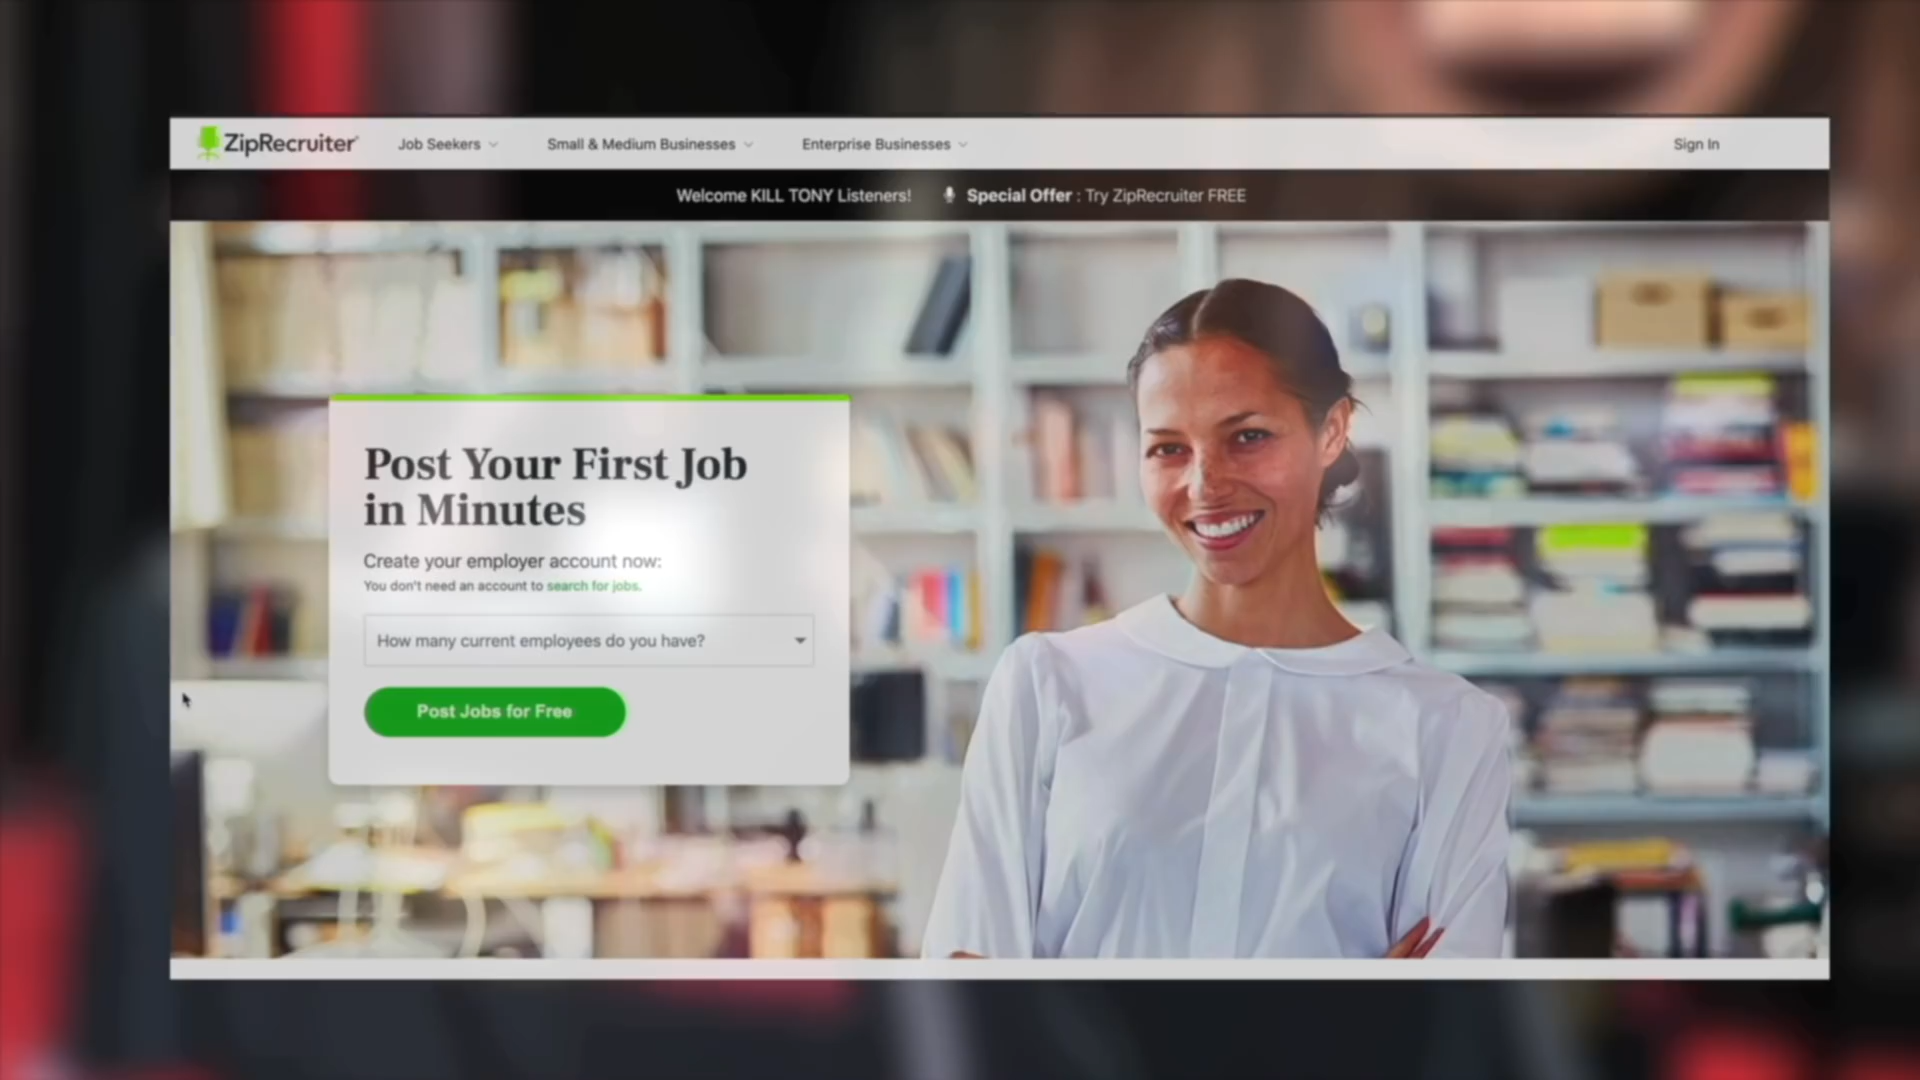 ZipRecruiter
Job Seekers
Small & Medium Businesses
Enterprise Businesses
Sign In
Welcome KILL TONY Listeners! Special Offer : Try ZipRecruiter FREE
Post Your First Job
in Minutes
Create your employer account now:
You don't need an account to search for jobs.
How many current employees do you have?
Post Jobs for Free